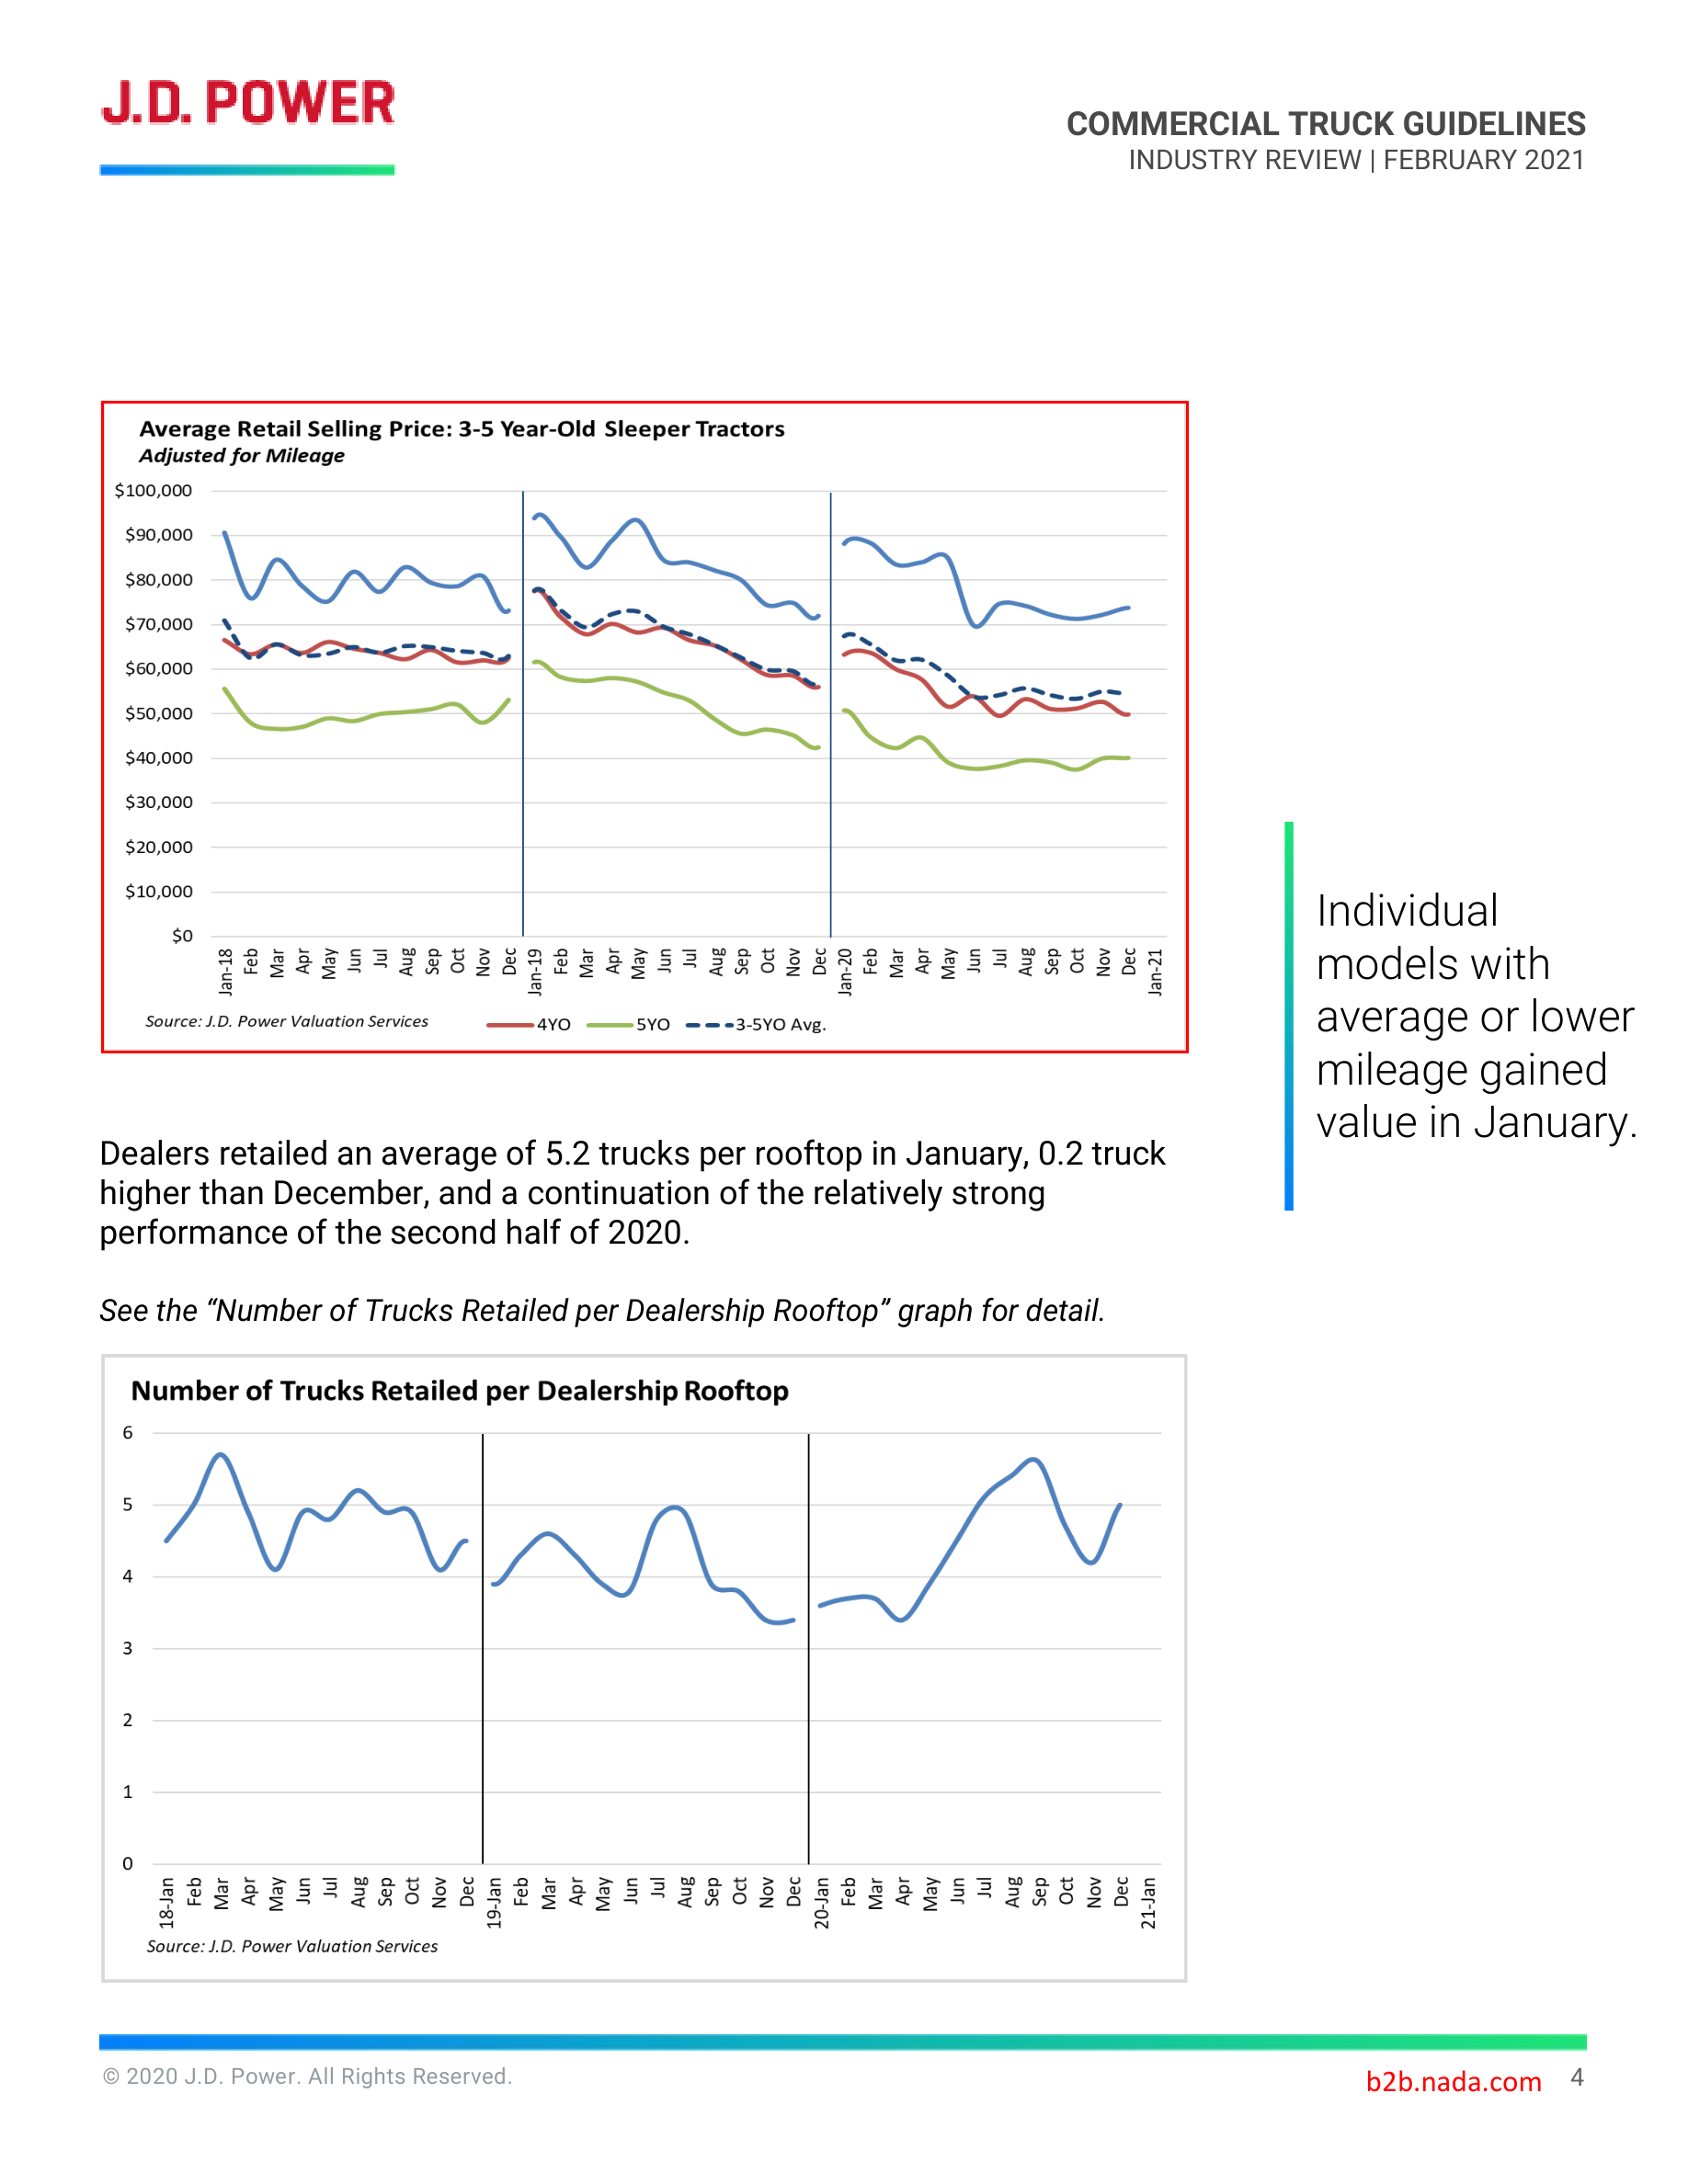 J.D. POWER
COMMERCIAL TRUCK GUIDELINES
INDUSTRY REVIEW | FEBRUARY 2021
Average Retail Selling Price: 3-5 Year-Old Sleeper Tractors
Adjusted for Mileage
$100,000
$90,000
$80,000
$70,000
$60,000
$50,000
$40,000
$30,000
$20,000
$10,000
$0
Jan-18 Feb Mar Apr May Jun Jul Aug Sep Oct Nov Dec Jan-19 Feb Mar Apr May Jun Jul Aug Sep Oct Nov Dec Jan-20 Feb Mar Apr May Jun Jul Aug Sep Oct Nov Dec Jan-21
Source: J.D. Power Valuation Services 4YO 5YO 3-5YO Avg.
Individual
models with
average or lower
mileage gained
value in January.
Dealers retailed an average of 5.2 trucks per rooftop in January, 0.2 truck
higher than December, and a continuation of the relatively strong
performance of the second half of 2020.
See the “Number of Trucks Retailed per Dealership Rooftop” graph for detail.
Number of Trucks Retailed per Dealership Rooftop
6
5
4
3
2
1
0
18-Jan Feb Mar Apr May Jun Jul Aug Sep Oct Nov Dec 19-Jan Feb Mar Apr May Jun Jul Aug Sep Oct Nov Dec 20-Jan Feb Mar Apr May Jun Jul Aug Sep Oct Nov Dec 21-Jan
Source: J.D. Power Valuation Services
© 2020 J.D. Power. All Rights Reserved.
b2b.nada.com 4